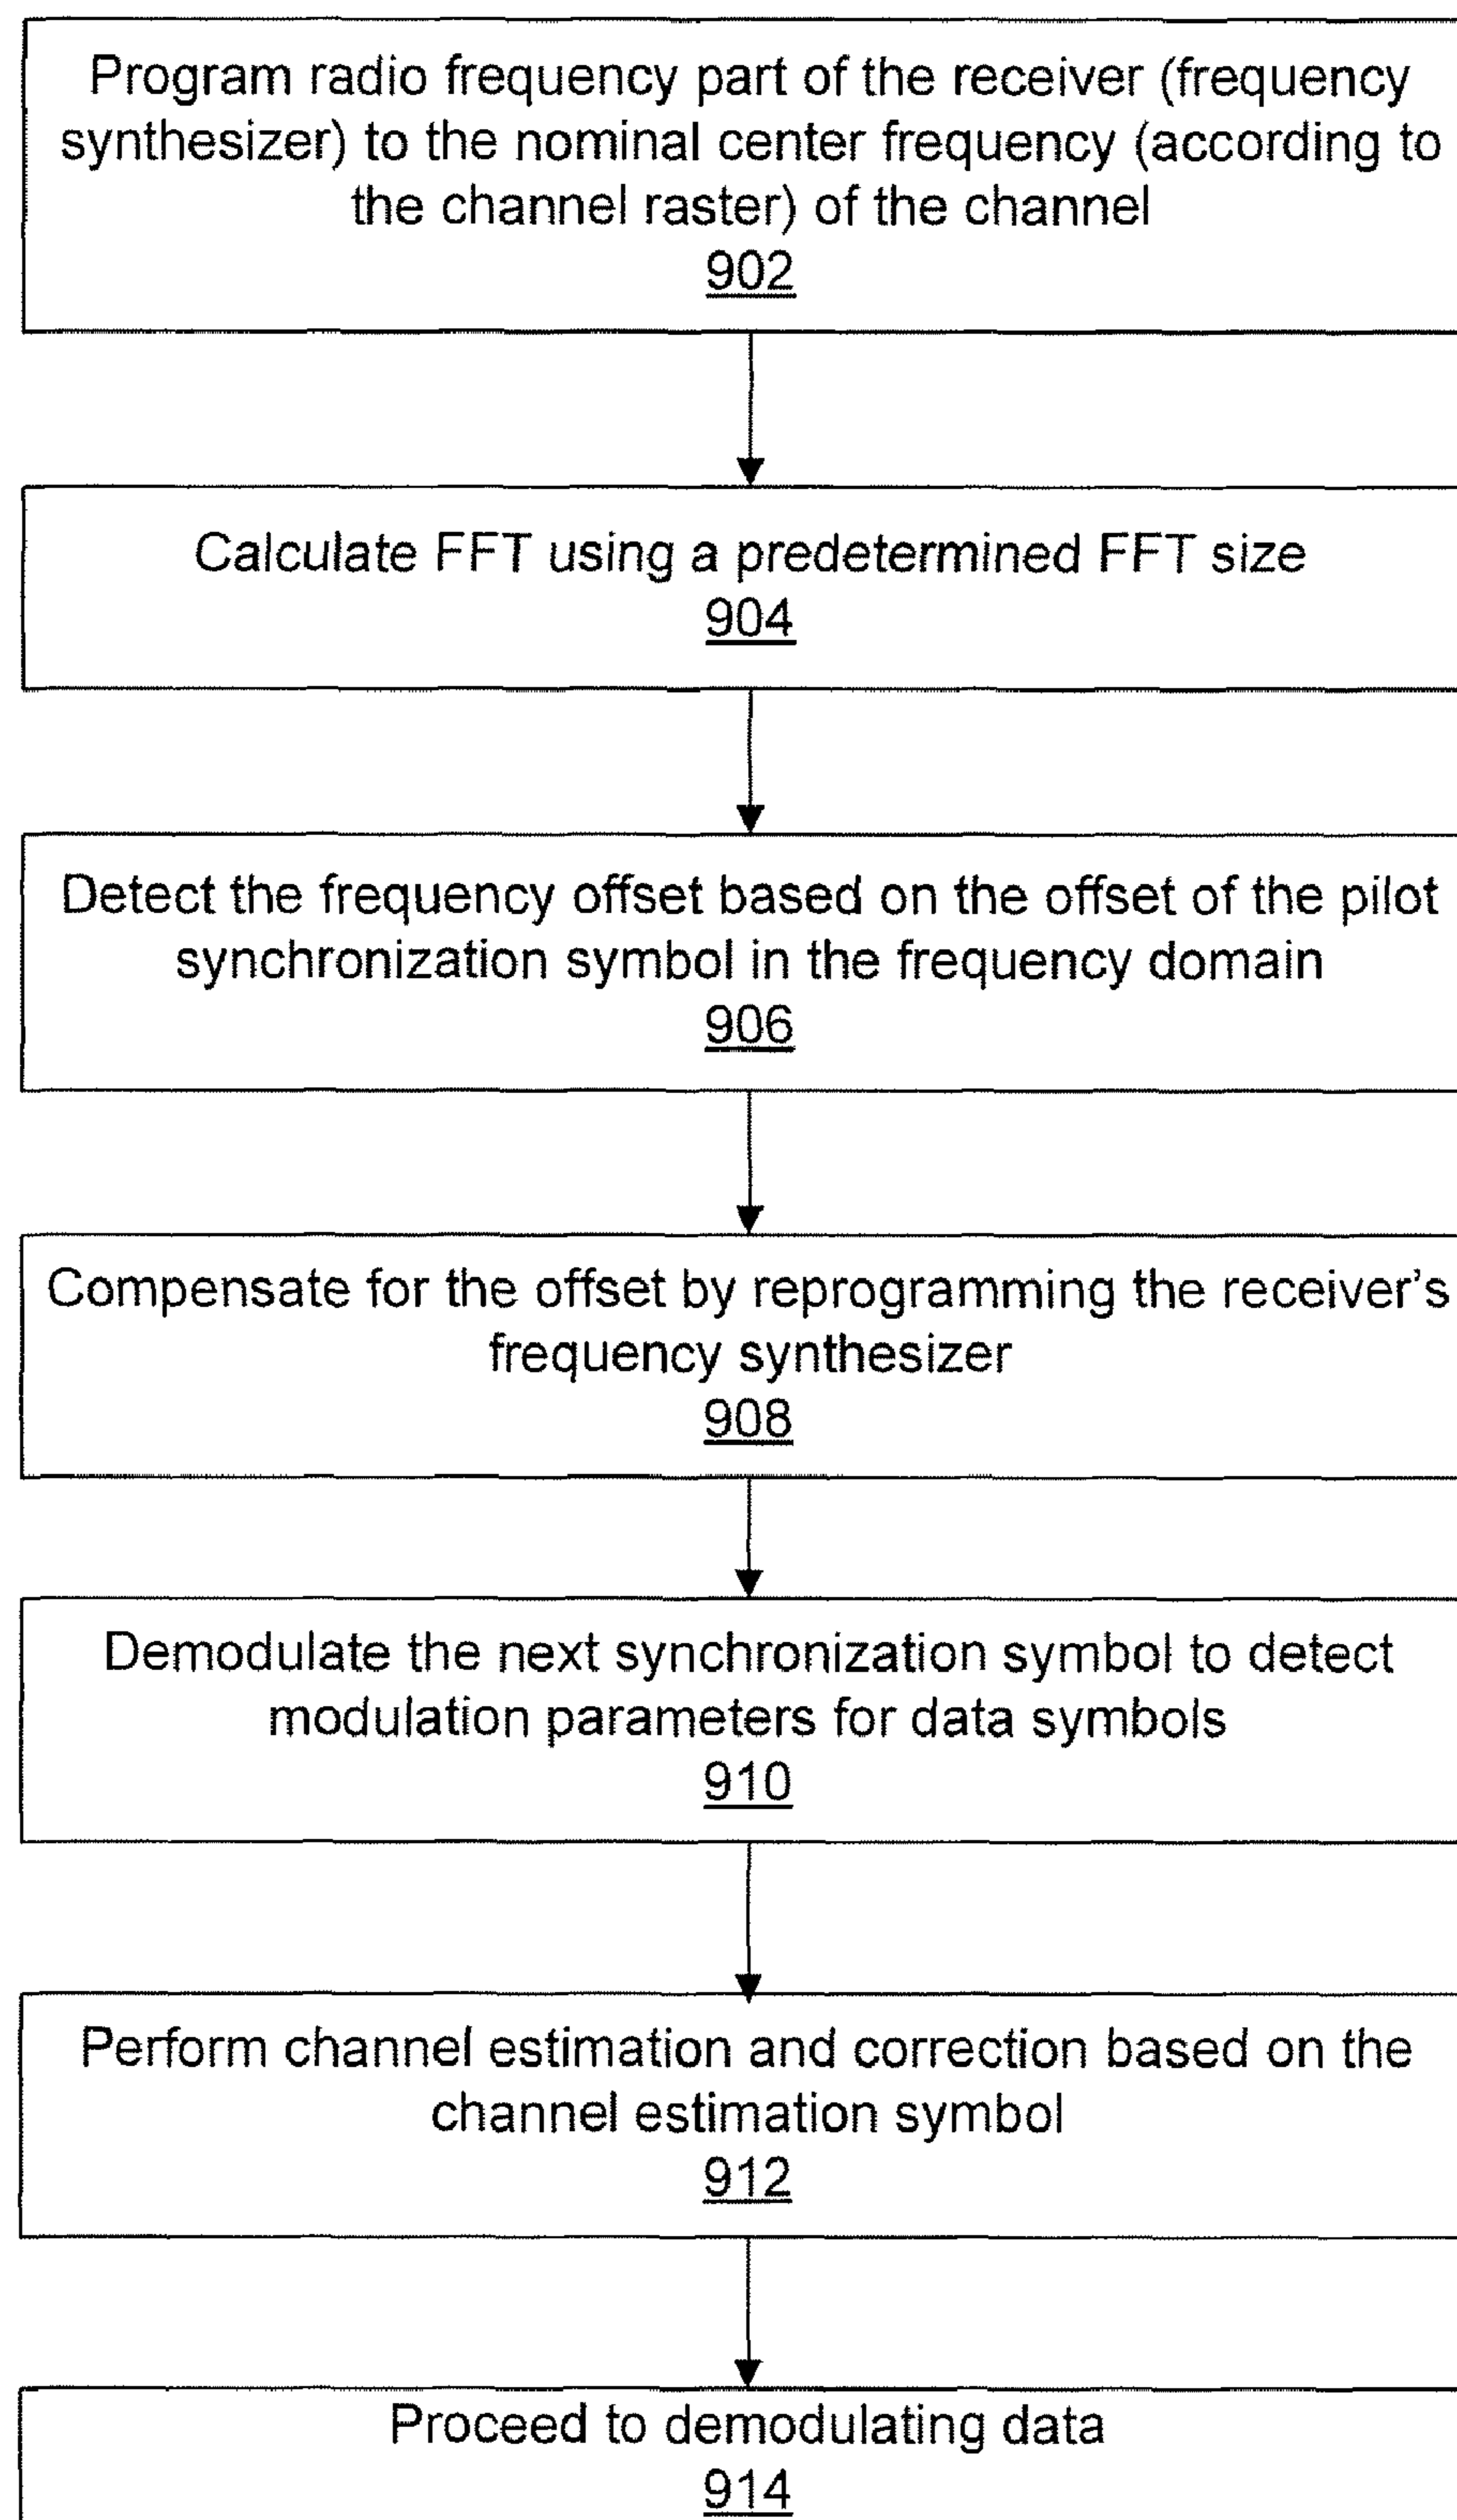 Program radio frequency part of the receiver (frequency
synthesizer) to the nominal center frequency (according to
the channel raster) of the channel
902
Calculate FFT using a predetermined FFT size
904
Detect the frequency offset based on the offset of the pilot
synchronization symbol in the frequency domain
906
Compensate for the offset by reprogramming the receiver's
frequency synthesizer
908
Demodulate the next synchronization symbol to detect
modulation parameters for data symbols
910
Perform channel estimation and correction based on the
channel estimation symbol
912
Proceed to demodulating data
914